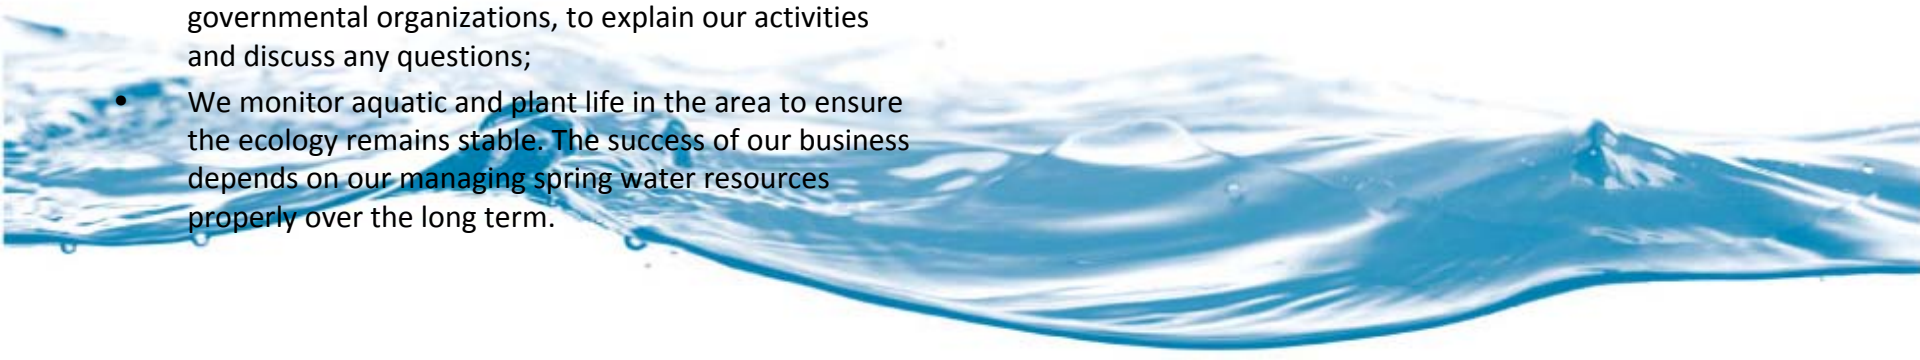 governmental organizations, to explain our activities
and discuss any questions;
• We monitor aquatic and plant life in the area to ensure
the ecology remains stable. The success of our business
depends on our managing spring water resources
properly over the long term.